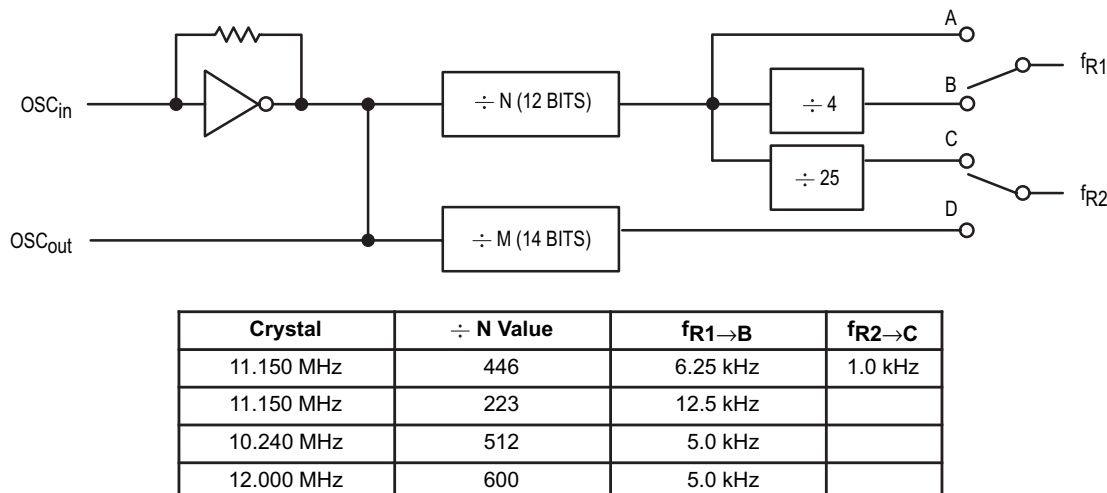 A
fR1
OSCin
÷ N (12 BITS)
÷ 4
B
C
÷ 25
fR2
OSCout
÷ M (14 BITS)
D
Crystal ÷ N Value fR1→B fR2→C
11.150 MHz 446 6.25 kHz 1.0 kHz
11.150 MHz 223 12.5 kHz
10.240 MHz 512 5.0 kHz
12.000 MHz 600 5.0 kHz